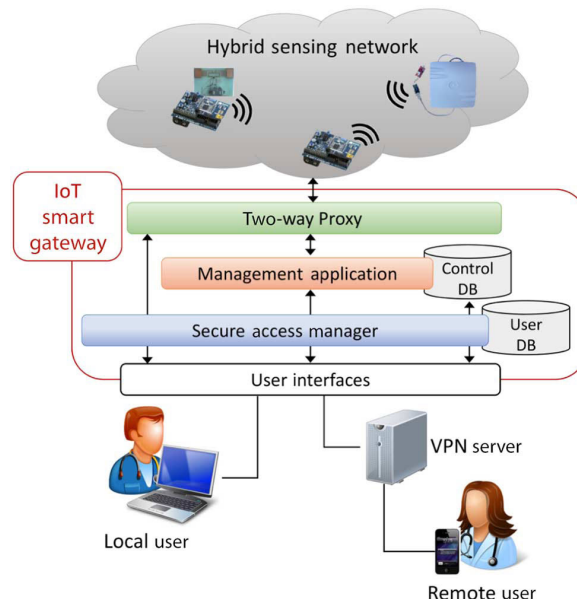 Hybrid sensing network
IoT
smart
gateway
Two-way Proxy
Management application
Control
DB
Secure access manager
User
DB
User interfaces
VPN server
Local user
Remote user